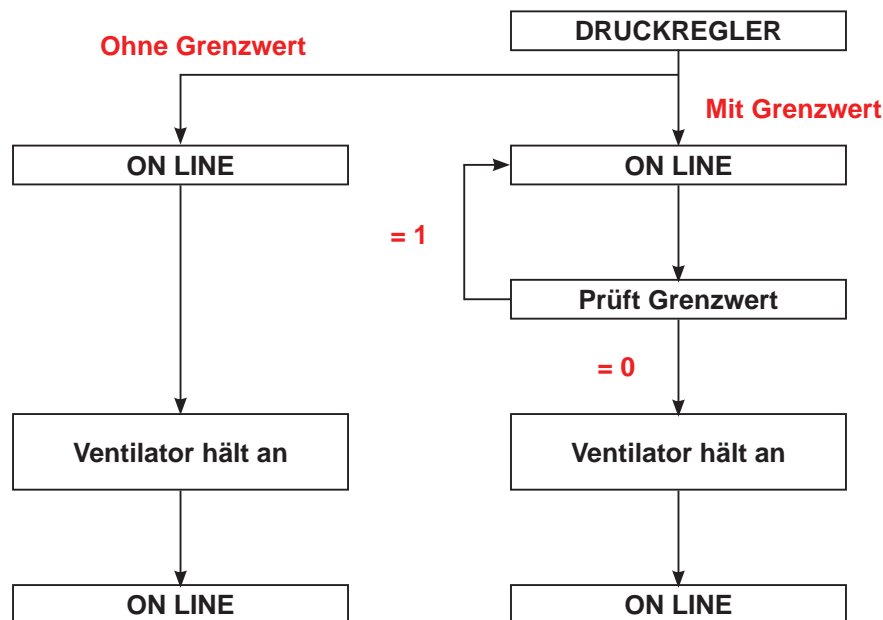 DRUCKREGLER
Ohne Grenzwert
Mit Grenzwert
ON LINE
ON LINE
= 1
Prüft Grenzwert
= 0
Ventilator hält an
Ventilator hält an
ON LINE
ON LINE